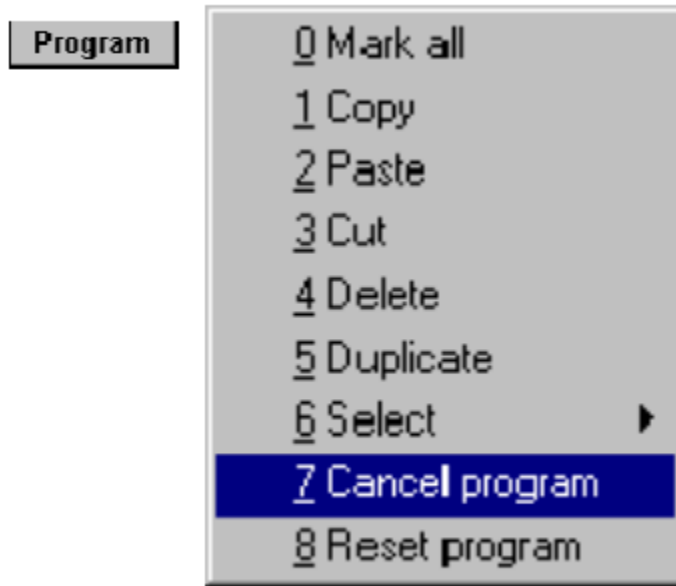 Program
0 Mark all
1 Copy
2 Paste
3 Cut
4 Delete
5 Duplicate
6 Select
7 Cancel program
8 Reset program